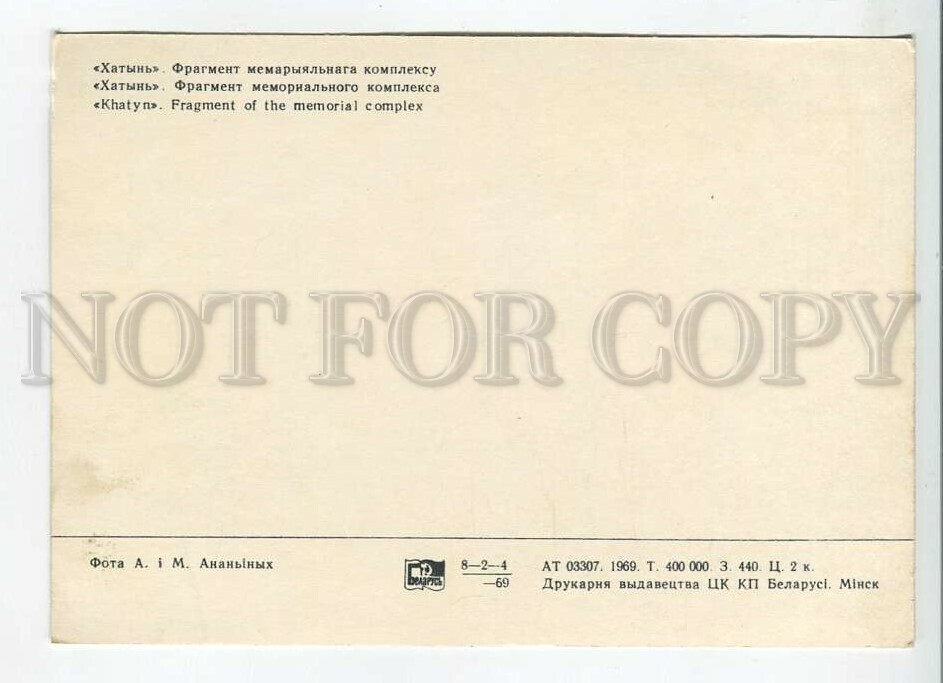 «Хатынь». Фрагмент мемарыяльнага комплексу
«Хатынь». Фрагмент мемориального комплекса
«Khatyn». Fragment of the memorial complex
NOT FOR COPY
Фота А. і М. Ананьіных
Беларусь
8—2—4
—69
АТ 03307. 1969. Т. 400 000. З. 440. Ц. 2 к.
Друкарня выдавецтва ЦК КП Беларусі. Мінск